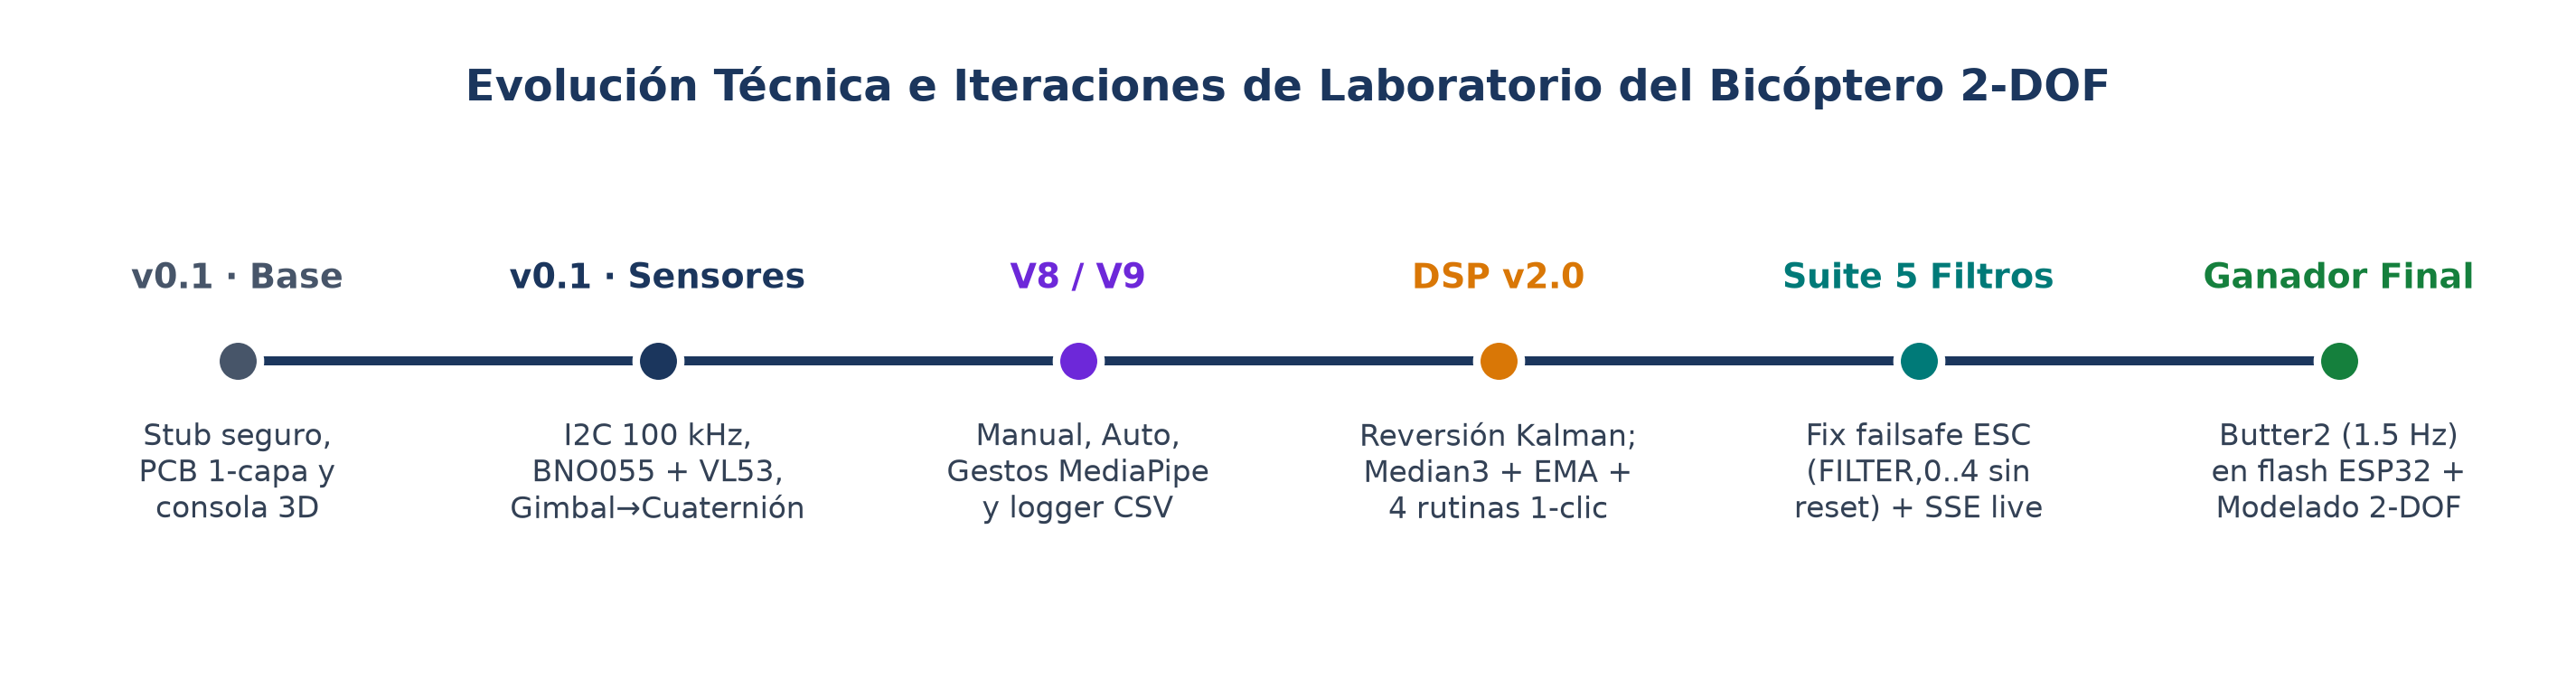 Evolución Técnica e Iteraciones de Laboratorio del Bicóptero 2-DOF
v0.1 · Base
Stub seguro,
PCB 1-capa y
consola 3D
v0.1 · Sensores
I2C 100 kHz,
BNO055 + VL53,
Gimbal→Cuaternión
V8 / V9
Manual, Auto,
Gestos MediaPipe
y logger CSV
DSP v2.0
Reversión Kalman;
Median3 + EMA +
4 rutinas 1-clic
Suite 5 Filtros
Fix failsafe ESC
(FILTER,0..4 sin
reset) + SSE live
Ganador Final
Butter2 (1.5 Hz)
en flash ESP32 +
Modelado 2-DOF